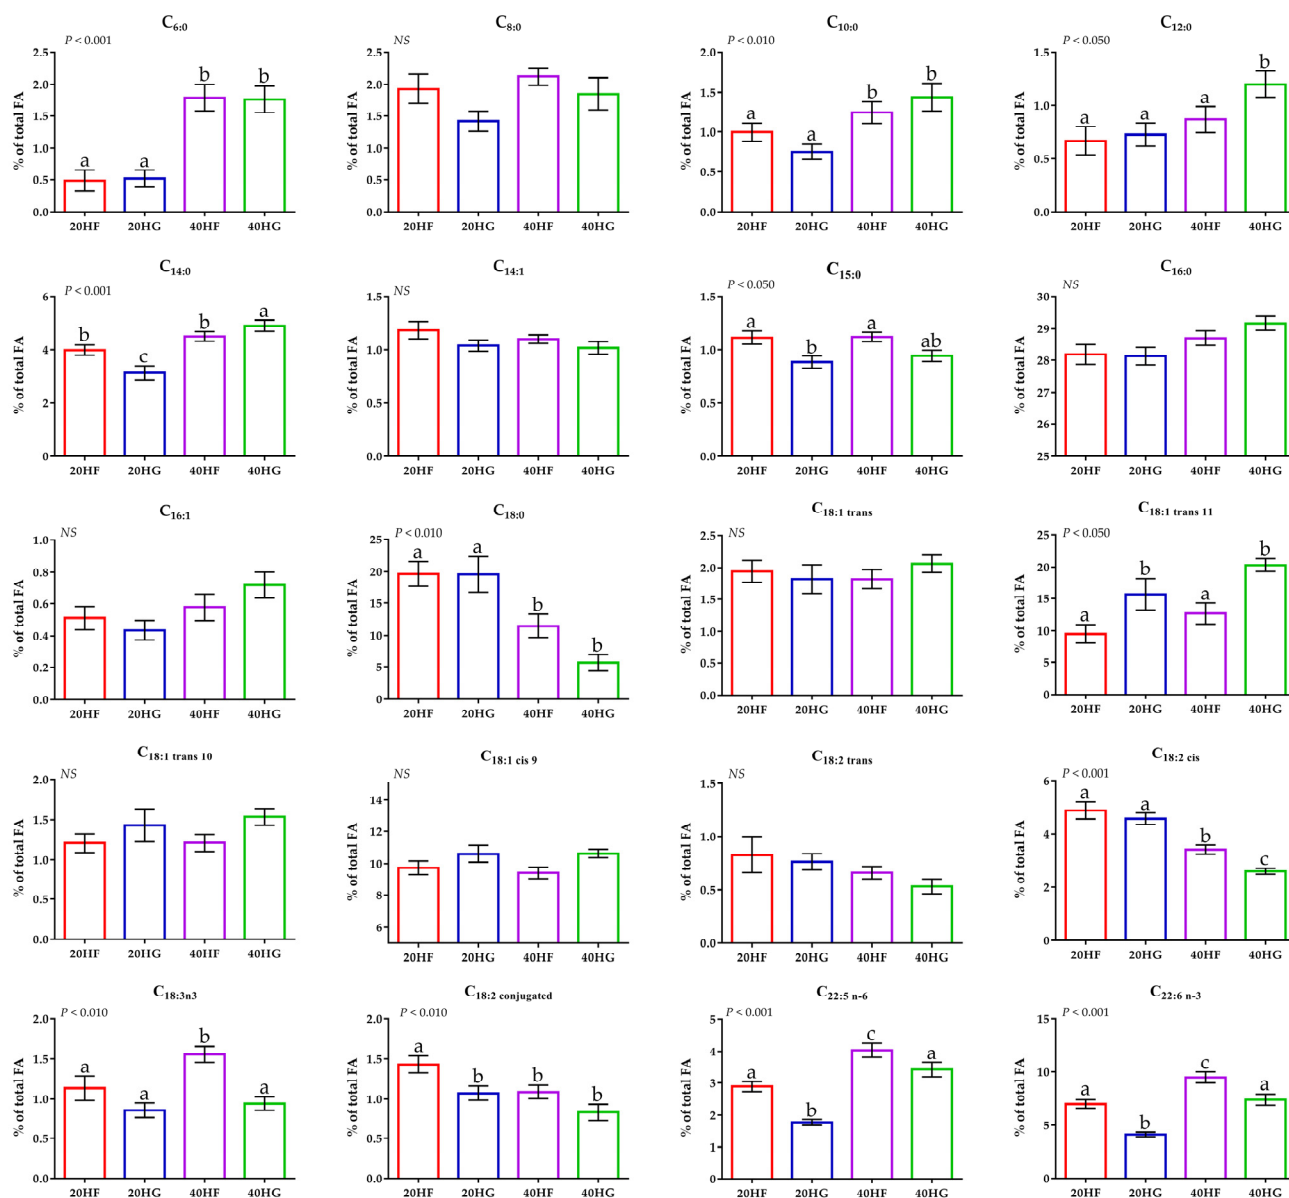 C6:0
P < 0.001
% of total FA
2.5
2.0
1.5
1.0
0.5
0.0
a
a
b
b
20HF 20HG 40HF 40HG
C8:0
NS
% of total FA
2.5
2.0
1.5
1.0
0.5
0.0
20HF 20HG 40HF 40HG
C10:0
P < 0.010
% of total FA
2.0
1.5
1.0
0.5
0.0
a
a
b
b
20HF 20HG 40HF 40HG
C12:0
P < 0.050
% of total FA
1.5
1.0
0.5
0.0
a
a
a
b
20HF 20HG 40HF 40HG
C14:0
P < 0.001
% of total FA
6
4
2
0
b
c
b
a
20HF 20HG 40HF 40HG
C14:1
NS
% of total FA
1.5
1.0
0.5
0.0
20HF 20HG 40HF 40HG
C15:0
P < 0.050
% of total FA
1.5
1.0
0.5
0.0
a
b
a
ab
20HF 20HG 40HF 40HG
C16:0
NS
% of total FA
30
29
28
27
26
25
20HF 20HG 40HF 40HG
C16:1
NS
% of total FA
1.0
0.8
0.6
0.4
0.2
0.0
20HF 20HG 40HF 40HG
C18:0
P < 0.010
% of total FA
25
20
15
10
5
0
a
a
b
b
20HF 20HG 40HF 40HG
C18:1 trans
NS
% of total FA
2.5
2.0
1.5
1.0
0.5
0.0
20HF 20HG 40HF 40HG
C18:1 trans 11
P < 0.050
% of total FA
25
20
15
10
5
0
a
b
a
b
20HF 20HG 40HF 40HG
C18:1 trans 10
NS
% of total FA
2.0
1.5
1.0
0.5
0.0
20HF 20HG 40HF 40HG
C18:1 cis 9
NS
% of total FA
14
12
10
8
6
20HF 20HG 40HF 40HG
C18:2 trans
NS
% of total FA
1.5
1.0
0.5
0.0
20HF 20HG 40HF 40HG
C18:2 cis
P < 0.001
% of total FA
6
4
2
0
a
a
b
c
20HF 20HG 40HF 40HG
C18:3n3
P < 0.010
% of total FA
2.0
1.5
1.0
0.5
0.0
a
a
b
a
20HF 20HG 40HF 40HG
C18:2 conjugated
P < 0.010
% of total FA
2.0
1.5
1.0
0.5
0.0
a
b
b
b
20HF 20HG 40HF 40HG
C22:5 n-6
P < 0.001
% of total FA
5
4
3
2
1
0
a
b
c
a
20HF 20HG 40HF 40HG
C22:6 n-3
P < 0.001
% of total FA
15
10
5
0
a
b
c
a
20HF 20HG 40HF 40HG